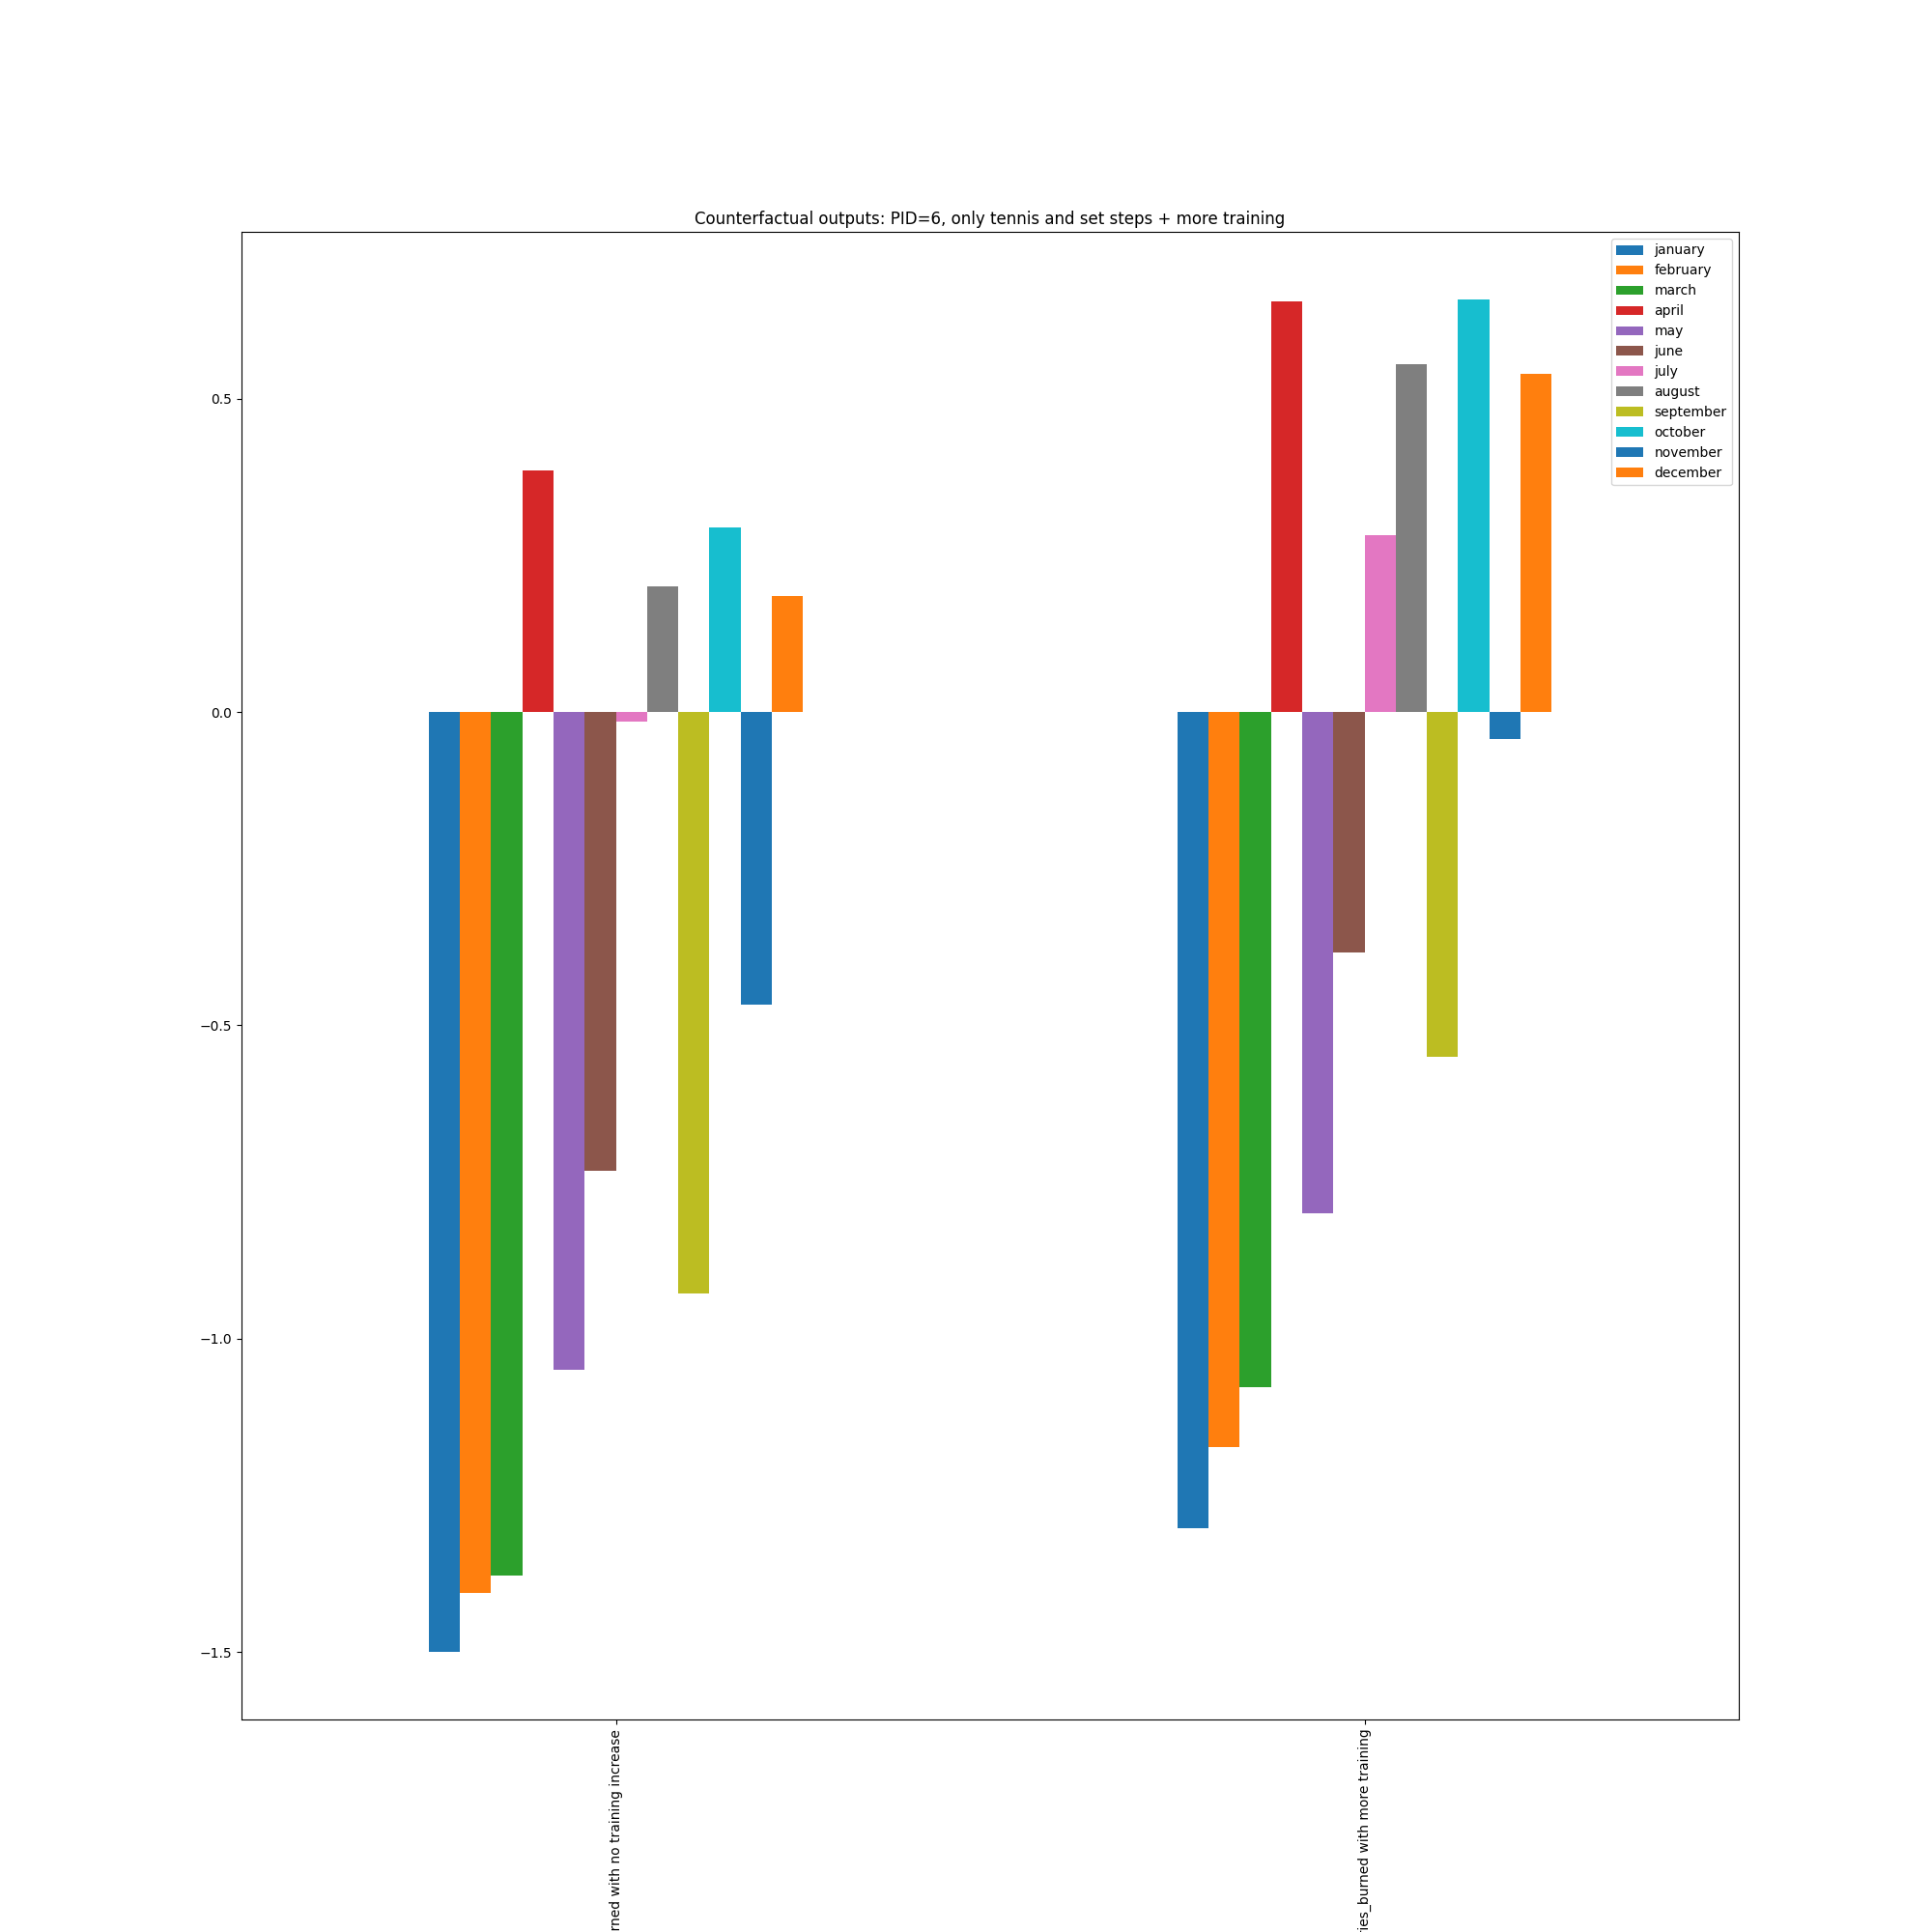 Counterfactual outputs: PID=6, only tennis and set steps + more training
january
february
march
april
may
june
july
august
september
october
november
december
0.5
0.0
−0.5
−1.0
−1.5
rned with no training increase
ries_burned with more training